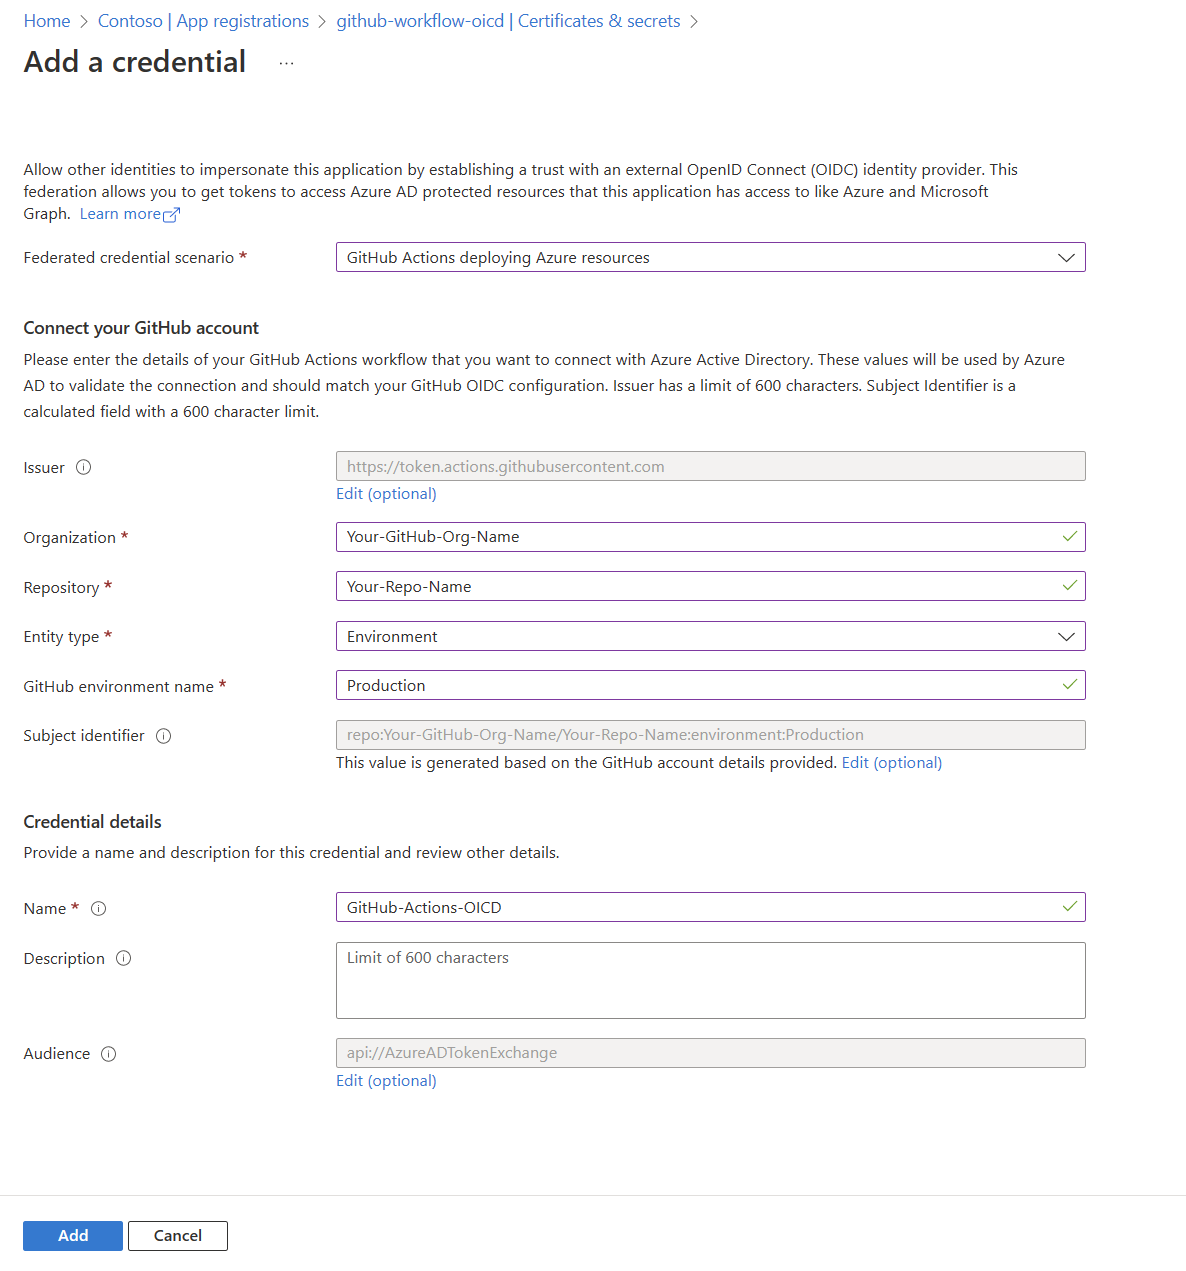 Home > Contoso | App registrations > github-workflow-oicd | Certificates & secrets >
Add a credential ...
Allow other identities to impersonate this application by establishing a trust with an external OpenID Connect (OIDC) identity provider. This
federation allows you to get tokens to access Azure AD protected resources that this application has access to like Azure and Microsoft
Graph. Learn more
Federated credential scenario *
GitHub Actions deploying Azure resources
Connect your GitHub account
Please enter the details of your GitHub Actions workflow that you want to connect with Azure Active Directory. These values will be used by Azure
AD to validate the connection and should match your GitHub OIDC configuration. Issuer has a limit of 600 characters. Subject Identifier is a
calculated field with a 600 character limit.
Issuer
https://token.actions.githubusercontent.com
Edit (optional)
Organization *
Your-GitHub-Org-Name
Repository *
Your-Repo-Name
Entity type *
Environment
GitHub environment name *
Production
Subject identifier
repo:Your-GitHub-Org-Name/Your-Repo-Name:environment:Production
This value is generated based on the GitHub account details provided. Edit (optional)
Credential details
Provide a name and description for this credential and review other details.
Name *
GitHub-Actions-OICD
Description
Limit of 600 characters
Audience
api://AzureADTokenExchange
Edit (optional)
Add
Cancel